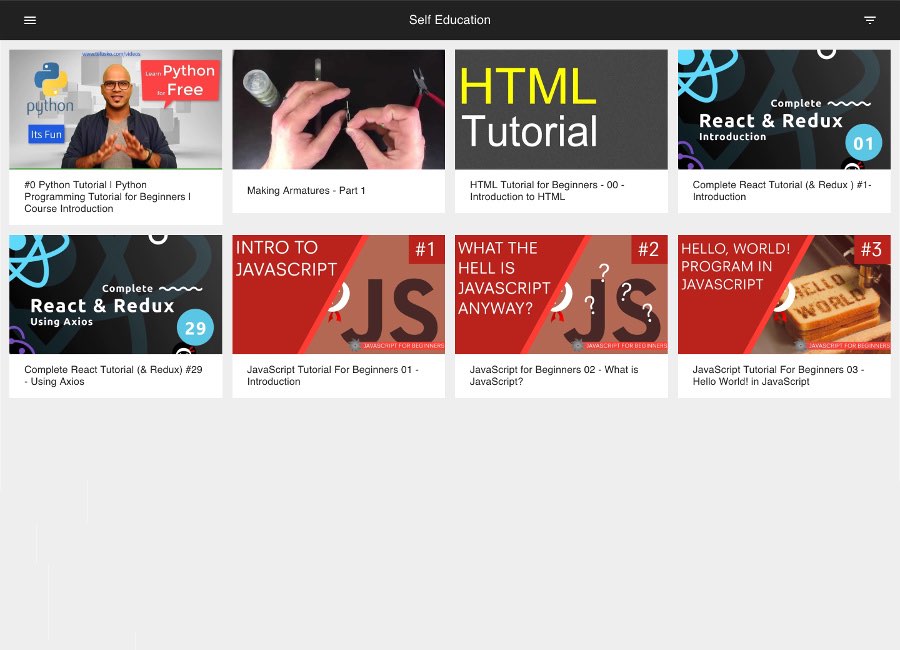 Self Education
www.telusko.com/videos
Learn Python
for Free
python
Its Fun
#0 Python Tutorial | Python
Programming Tutorial for Beginners |
Course Introduction
Making Armatures - Part 1
HTML
Tutorial
HTML Tutorial for Beginners - 00 -
Introduction to HTML
Complete
React & Redux
Introduction
01
Complete React Tutorial (& Redux ) #1-
Introduction
Complete
React & Redux
Using Axios
29
Complete React Tutorial (& Redux) #29
- Using Axios
INTRO TO
JAVASCRIPT
#1
JS
JAVASCRIPT FOR BEGINNERS
JavaScript Tutorial For Beginners 01 -
Introduction
WHAT THE
HELL IS
JAVASCRIPT
ANYWAY?
#2
? ? ? ?
JS
JAVASCRIPT FOR BEGINNERS
JavaScript for Beginners 02 - What is
JavaScript?
HELLO, WORLD!
PROGRAM IN
JAVASCRIPT
#3
HELLO
WORLD
JAVASCRIPT FOR BEGINNERS
JavaScript Tutorial For Beginners 03 -
Hello World! in JavaScript